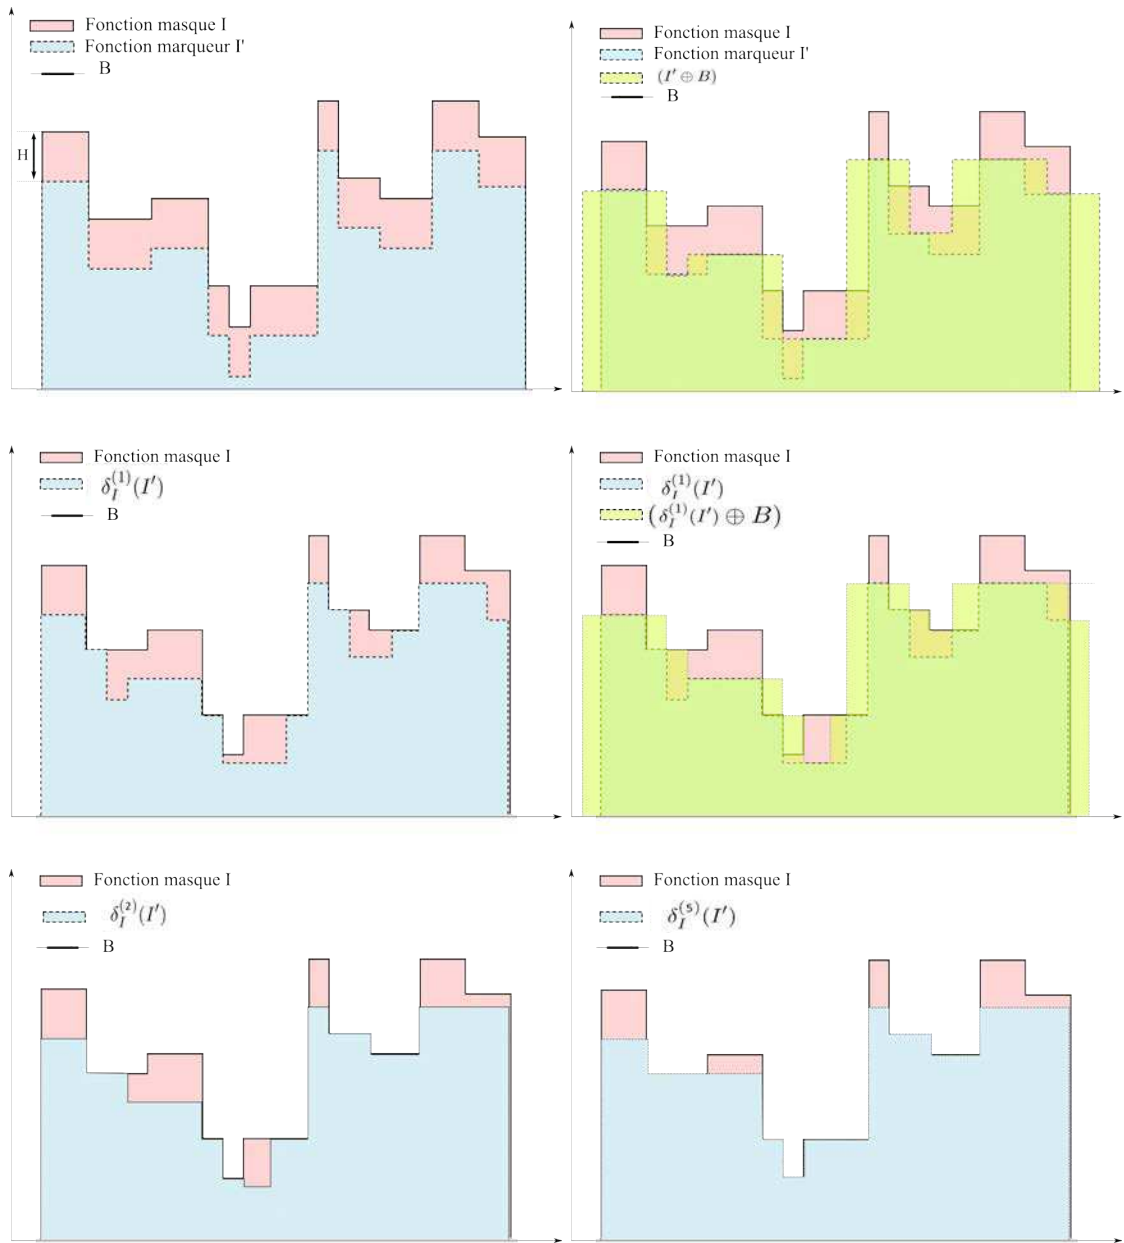 Fonction masque I
Fonction marqueur I'
B
H
Fonction masque I
Fonction marqueur I'
(I′ ⊕ B)
B
Fonction masque I
δ_I^(1)(I′)
B
Fonction masque I
δ_I^(1)(I′)
(δ_I^(1)(I′) ⊕ B)
B
Fonction masque I
δ_I^(2)(I′)
B
Fonction masque I
δ_I^(5)(I′)
B